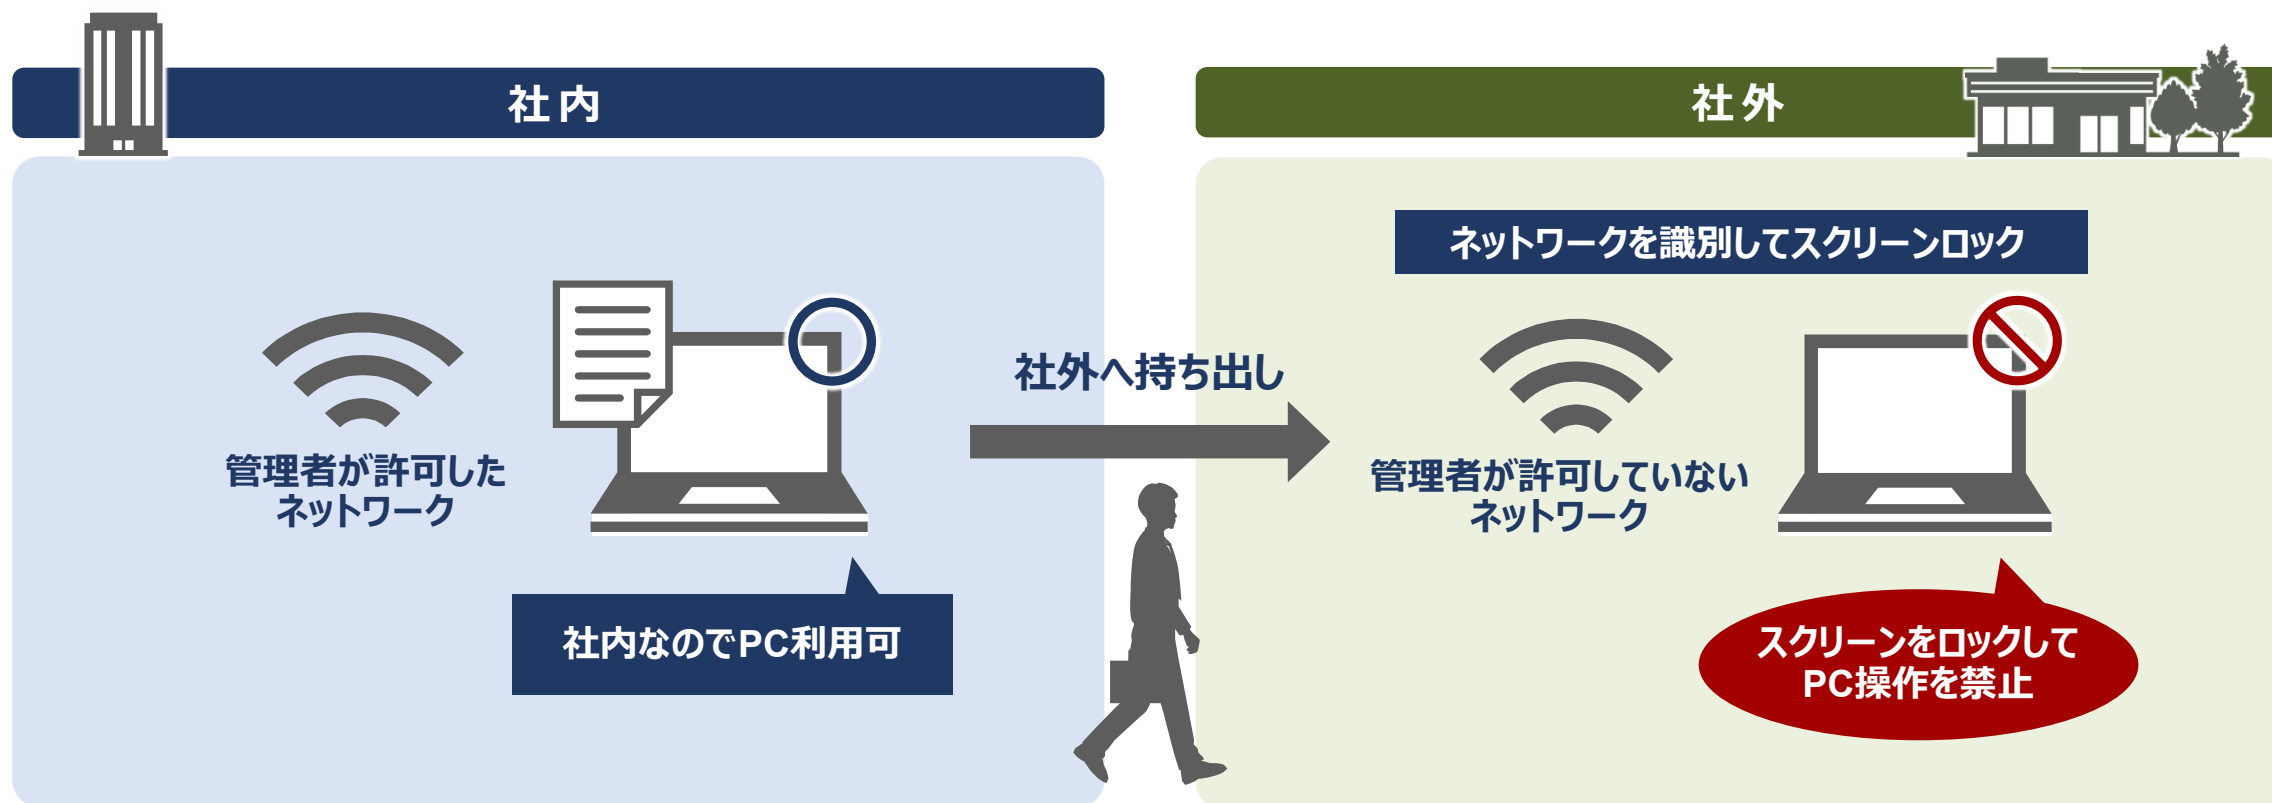 社内
社外
ネットワークを識別してスクリーンロック
社外へ持ち出し
管理者が許可した
ネットワーク
管理者が許可していない
ネットワーク
社内なのでPC利用可
スクリーンをロックして
PC操作を禁止